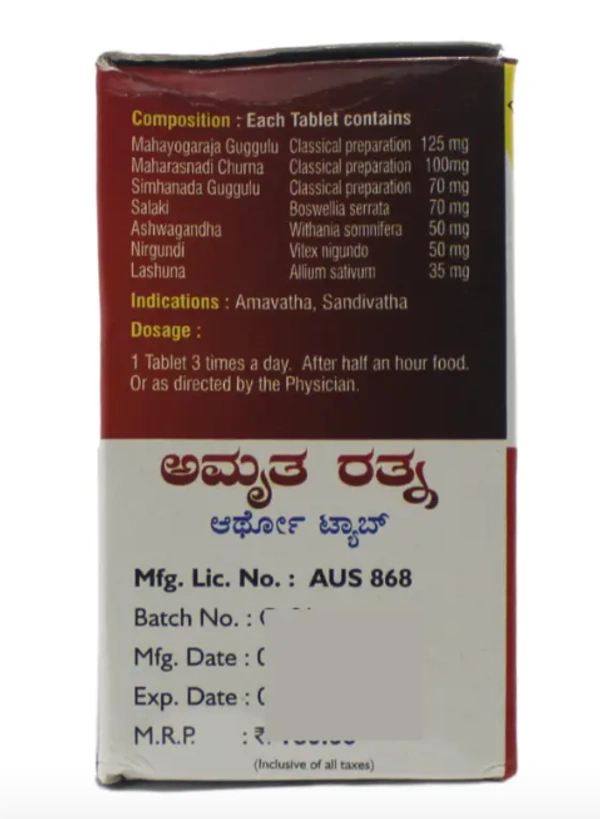 Composition : Each Tablet contains
Mahayogaraja Guggulu Classical preparation 125 mg
Maharasnadi Churna Classical preparation 100mg
Simhanada Guggulu Classical preparation 70 mg
Salaki Boswellia serrata 70 mg
Ashwagandha Withania somnifera 50 mg
Nirgundi Vitex nigundo 50 mg
Lashuna Allium sativum 35 mg
Indications : Amavatha, Sandivatha
Dosage :
1 Tablet 3 times a day. After half an hour food.
Or as directed by the Physician.
ಅಮೃತ ರತ್ನ
ಆರ್ಥೋ ಟ್ಯಾಬ್
Mfg. Lic. No. : AUS 868
Batch No. :
Mfg. Date :
Exp. Date :
M.R.P. : ₹.
(Inclusive of all taxes)